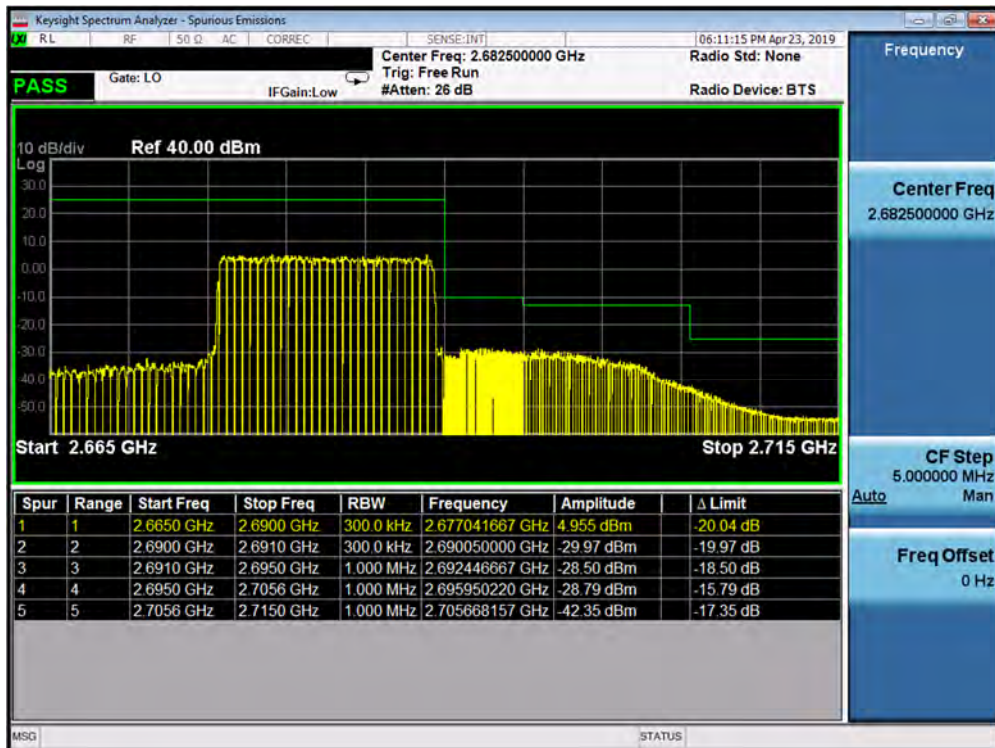 Keysight Spectrum Analyzer - Spurious Emissions
LXI RL RF 50 Ω AC CORREC SENSE:INT 06:11:15 PM Apr 23, 2019
Center Freq: 2.682500000 GHz Radio Std: None
Trig: Free Run
PASS Gate: LO IFGain:Low #Atten: 26 dB Radio Device: BTS
10 dB/div Ref 40.00 dBm
Log
30.0
20.0
10.0
0.00
-10.0
-20.0
-30.0
-40.0
-50.0
Start 2.665 GHz Stop 2.715 GHz
Spur Range Start Freq Stop Freq RBW Frequency Amplitude Δ Limit
1 1 2.6650 GHz 2.6900 GHz 300.0 kHz 2.677041667 GHz 4.955 dBm -20.04 dB
2 2 2.6900 GHz 2.6910 GHz 300.0 kHz 2.690050000 GHz -29.97 dBm -19.97 dB
3 3 2.6910 GHz 2.6950 GHz 1.000 MHz 2.692446667 GHz -28.50 dBm -18.50 dB
4 4 2.6950 GHz 2.7056 GHz 1.000 MHz 2.695950220 GHz -28.79 dBm -15.79 dB
5 5 2.7056 GHz 2.7150 GHz 1.000 MHz 2.705668157 GHz -42.35 dBm -17.35 dB
MSG STATUS
Frequency
Center Freq
2.682500000 GHz
CF Step
5.000000 MHz
Auto Man
Freq Offset
0 Hz